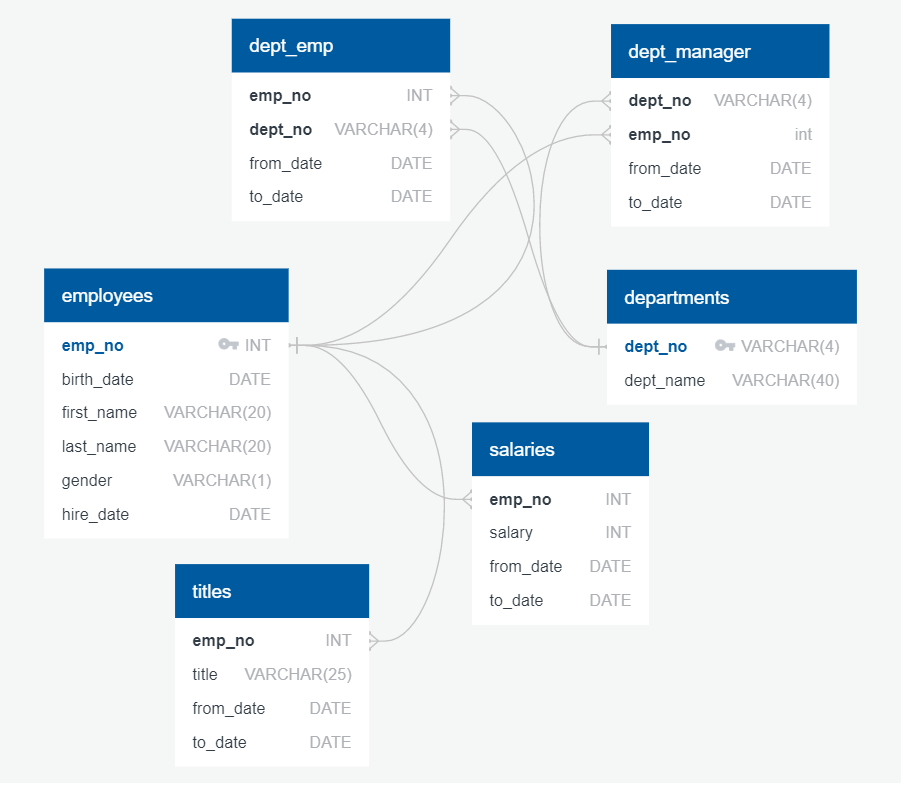 dept_emp
emp_no INT
dept_no VARCHAR(4)
from_date DATE
to_date DATE
dept_manager
dept_no VARCHAR(4)
emp_no int
from_date DATE
to_date DATE
employees
emp_no INT
birth_date DATE
first_name VARCHAR(20)
last_name VARCHAR(20)
gender VARCHAR(1)
hire_date DATE
departments
dept_no VARCHAR(4)
dept_name VARCHAR(40)
salaries
emp_no INT
salary INT
from_date DATE
to_date DATE
titles
emp_no INT
title VARCHAR(25)
from_date DATE
to_date DATE